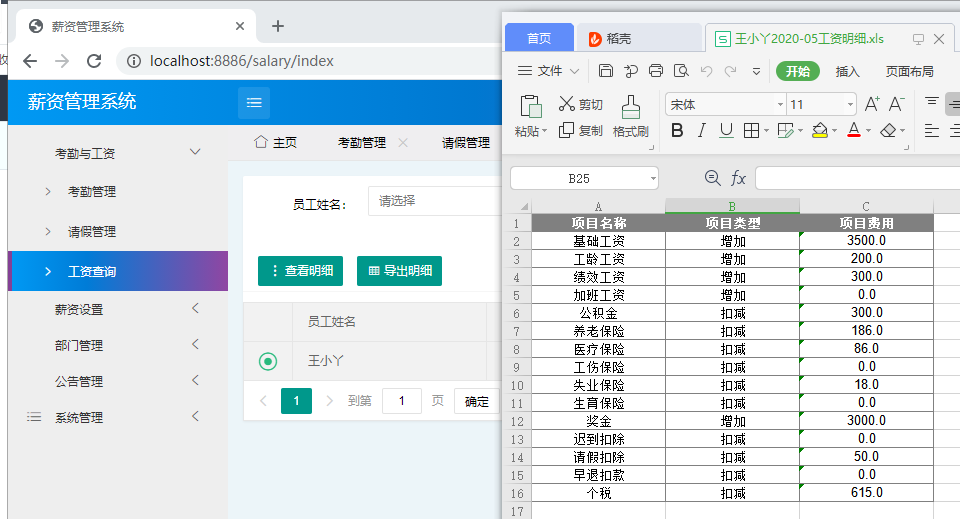 收
薪资管理系统
localhost:8886/salary/index
薪资管理系统
考勤与工资
考勤管理
请假管理
工资查询
薪资设置
部门管理
公告管理
系统管理
主页
考勤管理
请假管理
员工姓名：
请选择
查看明细
导出明细
员工姓名
王小丫
1
到第
1
页
确定
首页
稻壳
王小丫2020-05工资明细.xls
文件
开始
插入
页面布局
粘贴
剪切
复制
格式刷
宋体
11
B I U A
B25
fx
A B C
1 项目名称 项目类型 项目费用
2 基础工资 增加 3500.0
3 工龄工资 增加 200.0
4 绩效工资 增加 300.0
5 加班工资 增加 0.0
6 公积金 扣减 300.0
7 养老保险 扣减 186.0
8 医疗保险 扣减 86.0
9 工伤保险 扣减 0.0
10 失业保险 扣减 18.0
11 生育保险 扣减 0.0
12 奖金 增加 3000.0
13 迟到扣除 扣减 0.0
14 请假扣除 扣减 50.0
15 早退扣款 扣减 0.0
16 个税 扣减 615.0
17